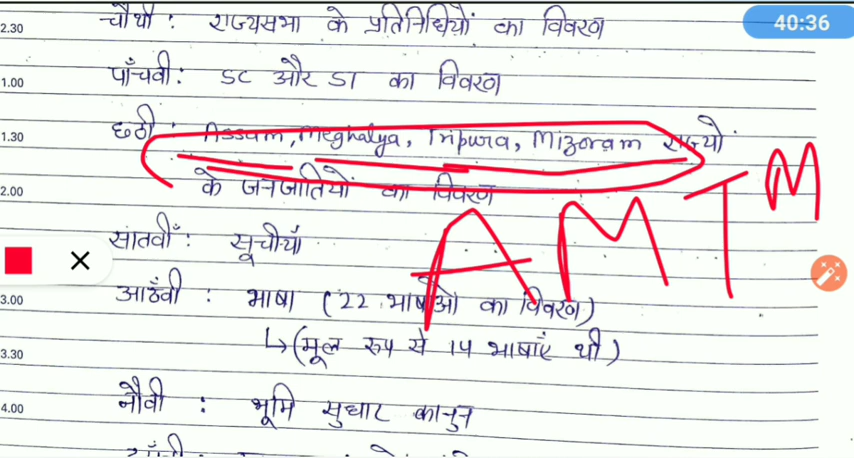 2.30 चौथी : राज्यसभा के प्रतिनिधियों का विवरण
40:36
1.00 पाँचवी : SC और ST का विवरण
1.30 छठी : Assam, Meghalya, Tripura, Mizoram राज्यों
2.00 के जनजातियों का विवरण
AMTM
सातवीं : सूचीयाँ
3.00 आठँवी : भाषा (22 भाषाओं का विवरण)
↳ (मूल रूप से 14 भाषाएं थी)
3.30
4.00 नौवी : भूमि सुधार कानुन